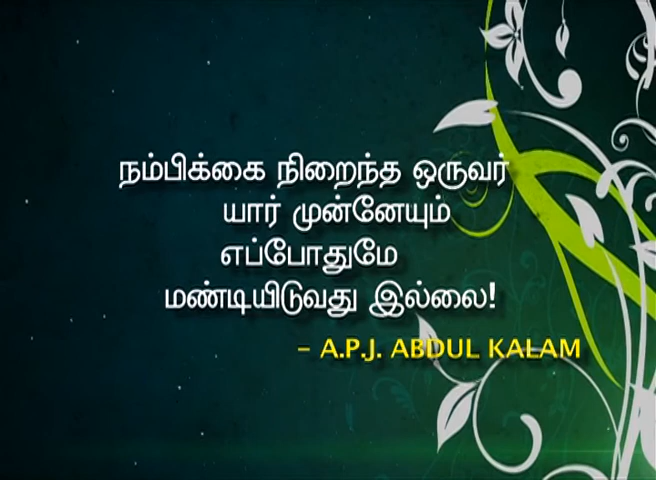 நம்பிக்கை நிறைந்த ஒருவர்
யார் முன்னேயும்
எப்போதுமே
மண்டியிடுவது இல்லை!
– A.P.J. ABDUL KALAM